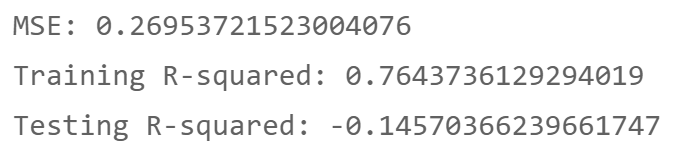 MSE: 0.26953721523004076
Training R-squared: 0.7643736129294019
Testing R-squared: -0.14570366239661747